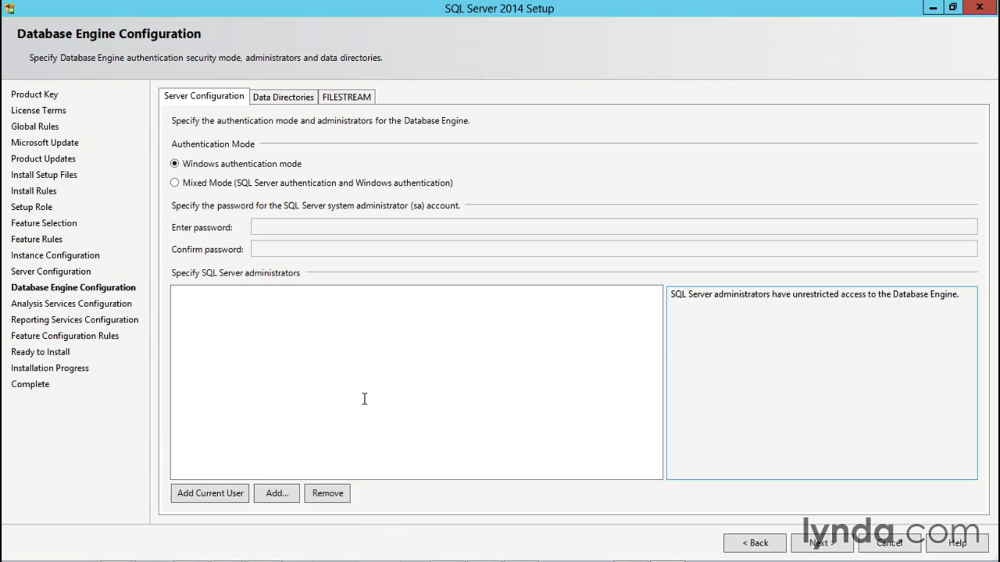 SQL Server 2014 Setup
Database Engine Configuration
Specify Database Engine authentication security mode, administrators and data directories.
Product Key
License Terms
Global Rules
Microsoft Update
Product Updates
Install Setup Files
Install Rules
Setup Role
Feature Selection
Feature Rules
Instance Configuration
Server Configuration
Database Engine Configuration
Analysis Services Configuration
Reporting Services Configuration
Feature Configuration Rules
Ready to Install
Installation Progress
Complete
Server Configuration Data Directories FILESTREAM
Specify the authentication mode and administrators for the Database Engine.
Authentication Mode
Windows authentication mode
Mixed Mode (SQL Server authentication and Windows authentication)
Specify the password for the SQL Server system administrator (sa) account.
Enter password:
Confirm password:
Specify SQL Server administrators
SQL Server administrators have unrestricted access to the Database Engine.
Add Current User Add... Remove
< Back Next > Cancel Help
lynda.com